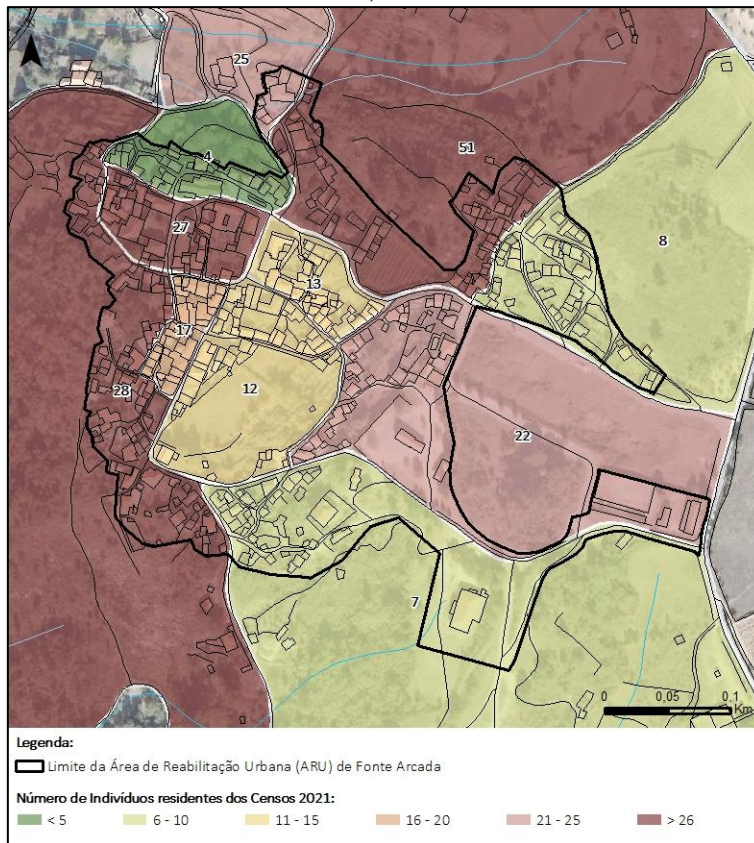 25
4
51
27
8
13
17
28
12
22
7
0 0,05 0,1
Km
Legenda:
Limite da Área de Reabilitação Urbana (ARU) de Fonte Arcada
Número de Indivíduos residentes dos Censos 2021:
< 5 6 - 10 11 - 15 16 - 20 21 - 25 > 26